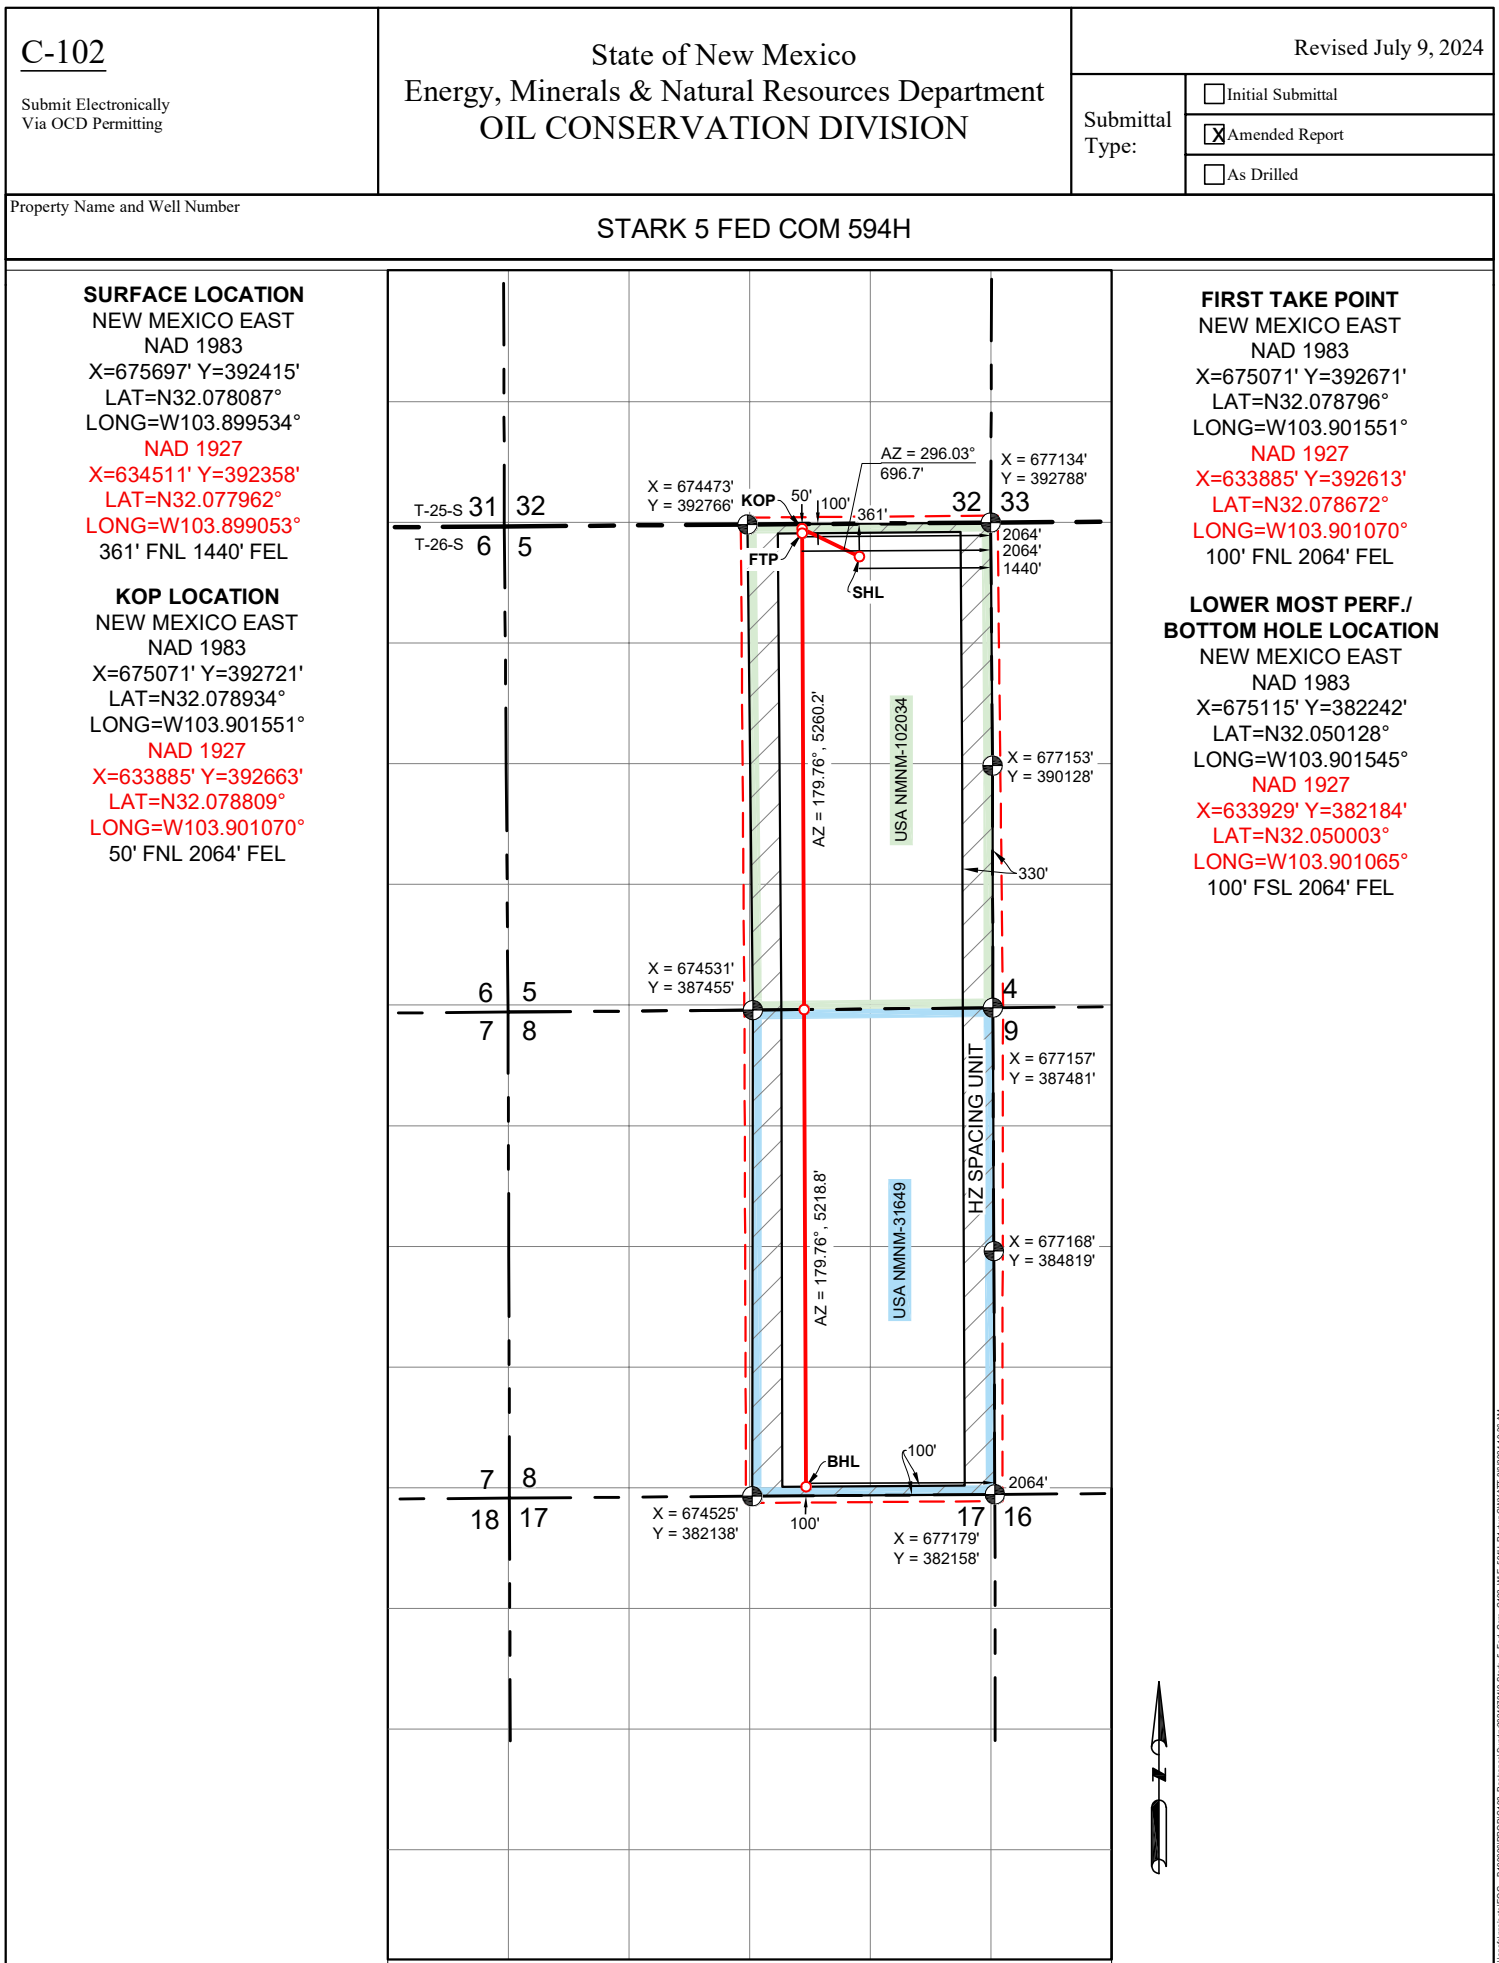 C-102
Submit Electronically
Via OCD Permitting
State of New Mexico
Energy, Minerals & Natural Resources Department
OIL CONSERVATION DIVISION
Revised July 9, 2024
Submittal
Type:
Initial Submittal
X Amended Report
As Drilled
Property Name and Well Number
STARK 5 FED COM 594H
SURFACE LOCATION
NEW MEXICO EAST
NAD 1983
X=675697' Y=392415'
LAT=N32.078087°
LONG=W103.899534°
NAD 1927
X=634511' Y=392358'
LAT=N32.077962°
LONG=W103.899053°
361' FNL 1440' FEL
KOP LOCATION
NEW MEXICO EAST
NAD 1983
X=675071' Y=392721'
LAT=N32.078934°
LONG=W103.901551°
NAD 1927
X=633885' Y=392663'
LAT=N32.078809°
LONG=W103.901070°
50' FNL 2064' FEL
AZ = 296.03°
696.7'
X = 677134'
Y = 392788'
X = 674473'
Y = 392766'
KOP
50'
100'
361'
T-25-S 31 32
32 33
T-26-S 6 5
2064'
2064'
1440'
FTP
SHL
AZ = 179.76°, 5260.2'
USA NMNM-102034
X = 677153'
Y = 390128'
330'
X = 674531'
Y = 387455'
6 5
4
7 8
9
X = 677157'
Y = 387481'
HZ SPACING UNIT
AZ = 179.76°, 5218.8'
USA NMNM-31649
X = 677168'
Y = 384819'
BHL
100'
7 8
2064'
18 17
X = 674525'
Y = 382138'
100'
17 16
X = 677179'
Y = 382158'
FIRST TAKE POINT
NEW MEXICO EAST
NAD 1983
X=675071' Y=392671'
LAT=N32.078796°
LONG=W103.901551°
NAD 1927
X=633885' Y=392613'
LAT=N32.078672°
LONG=W103.901070°
100' FNL 2064' FEL
LOWER MOST PERF./
BOTTOM HOLE LOCATION
NEW MEXICO EAST
NAD 1983
X=675115' Y=382242'
LAT=N32.050128°
LONG=W103.901545°
NAD 1927
X=633929' Y=382184'
LAT=N32.050003°
LONG=W103.901065°
100' FSL 2064' FEL
N